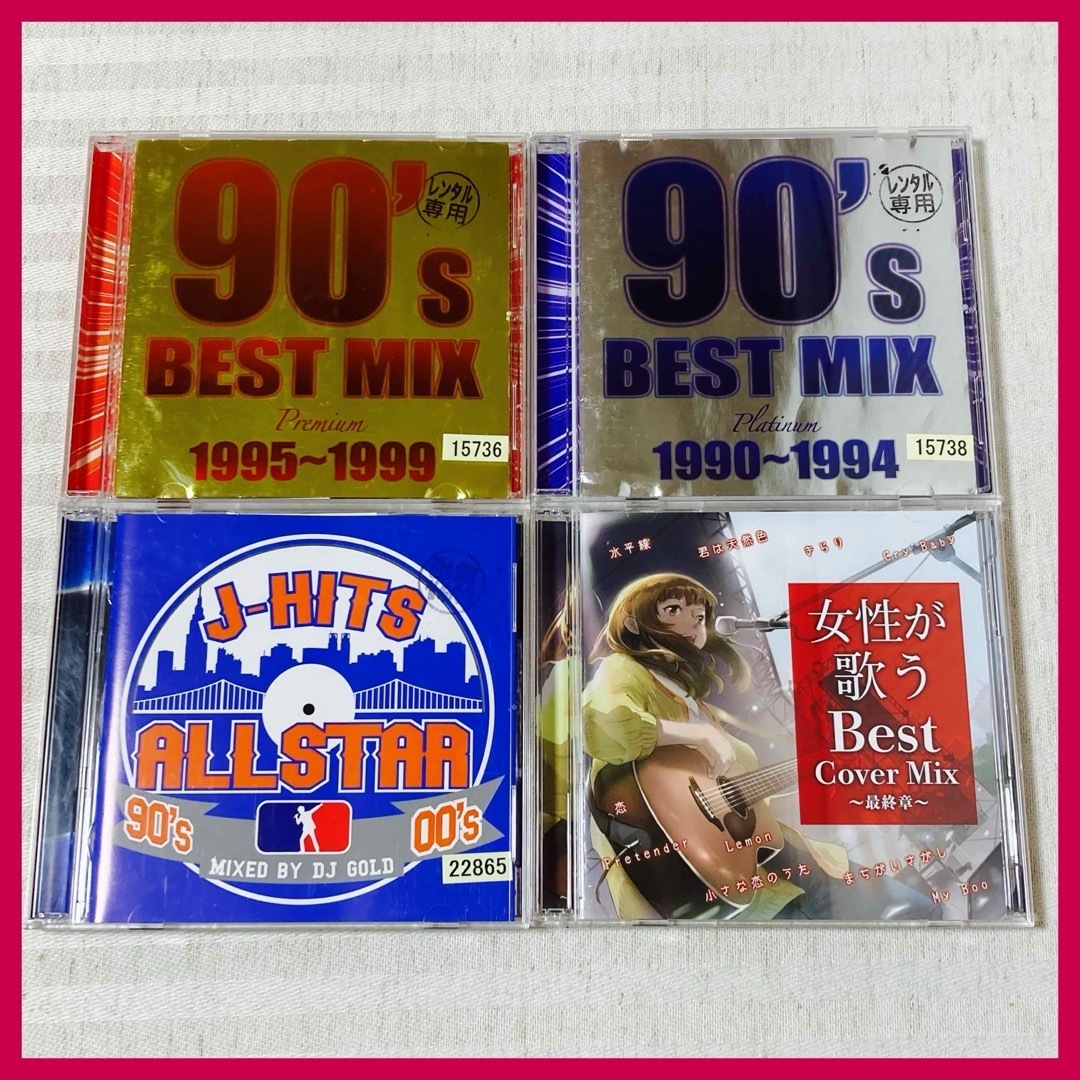 90's
レンタル
専用
BEST MIX
Premium
1995~1999
15736
90's
レンタル
専用
BEST MIX
Platinum
1990~1994
15738
J-HITS
ALLSTAR
90's
00's
MIXED BY DJ GOLD
22865
水平線 君は天然色 きらり Cry Baby
女性が
歌う
Best
Cover Mix
～最終章～
恋
Pretender Lemon
小さな恋のうた まちがいさがし
My Boo